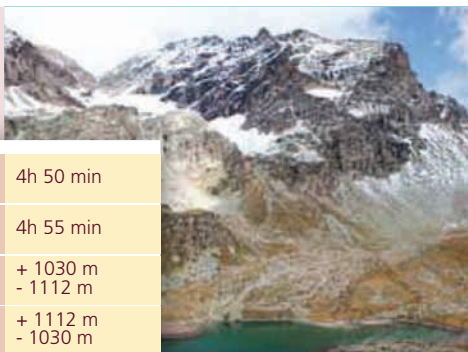 4h 50 min
4h 55 min
+ 1030 m
- 1112 m
+ 1112 m
- 1030 m